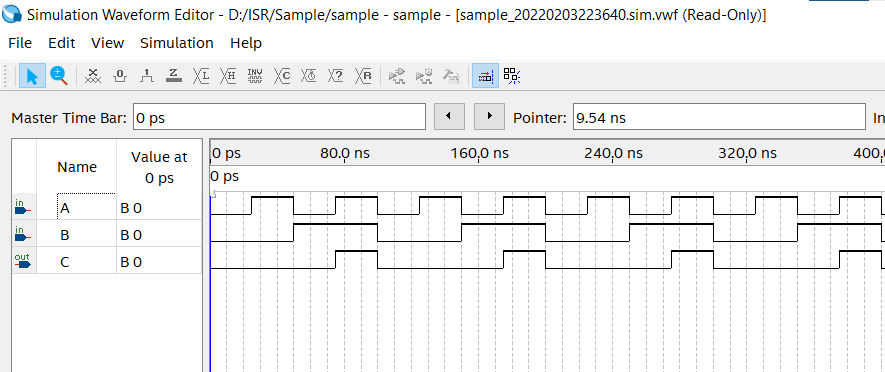 Simulation Waveform Editor - D:/ISR/Sample/sample - sample - [sample_20220203223640.sim.vwf (Read-Only)]
File Edit View Simulation Help
Master Time Bar: 0 ps Pointer: 9.54 ns In
Name Value at 0 ps
0 ps 80.0 ns 160.0 ns 240.0 ns 320.0 ns 400.
0 ps
in A B 0
in B B 0
out C B 0